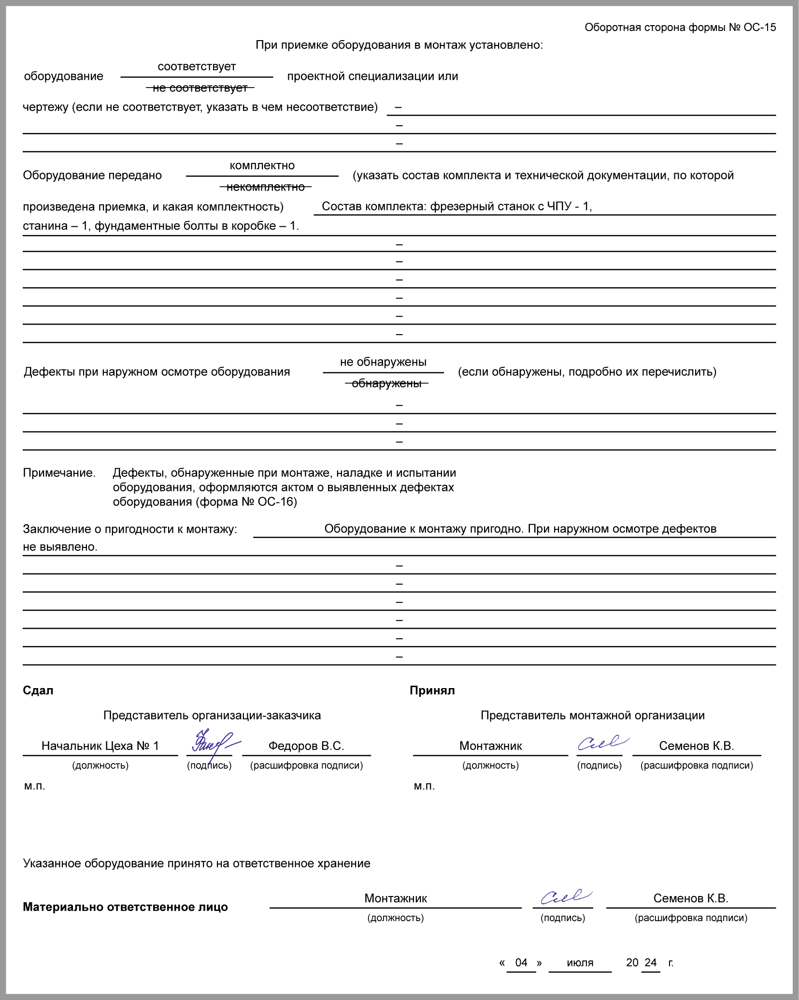 Оборотная сторона формы № ОС-15
При приемке оборудования в монтаж установлено:
соответствует
оборудование проектной специализации или
не соответствует
чертежу (если не соответствует, указать в чем несоответствие) –
–
–
комплектно
Оборудование передано (указать состав комплекта и технической документации, по которой
некомплектно
произведена приемка, и какая комплектность) Состав комплекта: фрезерный станок с ЧПУ - 1,
станина – 1, фундаментные болты в коробке – 1.
–
–
–
–
–
–
не обнаружены
Дефекты при наружном осмотре оборудования (если обнаружены, подробно их перечислить)
обнаружены
–
–
–
Примечание. Дефекты, обнаруженные при монтаже, наладке и испытании
оборудования, оформляются актом о выявленных дефектах
оборудования (форма № ОС-16)
Заключение о пригодности к монтажу: Оборудование к монтажу пригодно. При наружном осмотре дефектов
не выявлено.
–
–
–
–
–
–
Сдал Принял
Представитель организации-заказчика Представитель монтажной организации
Начальник Цеха № 1 Федоров В.С. Монтажник Семенов К.В.
(должность) (подпись) (расшифровка подписи) (должность) (подпись) (расшифровка подписи)
м.п. м.п.
Указанное оборудование принято на ответственное хранение
Материально ответственное лицо Монтажник Семенов К.В.
(должность) (подпись) (расшифровка подписи)
« 04 » июля 20 24 г.